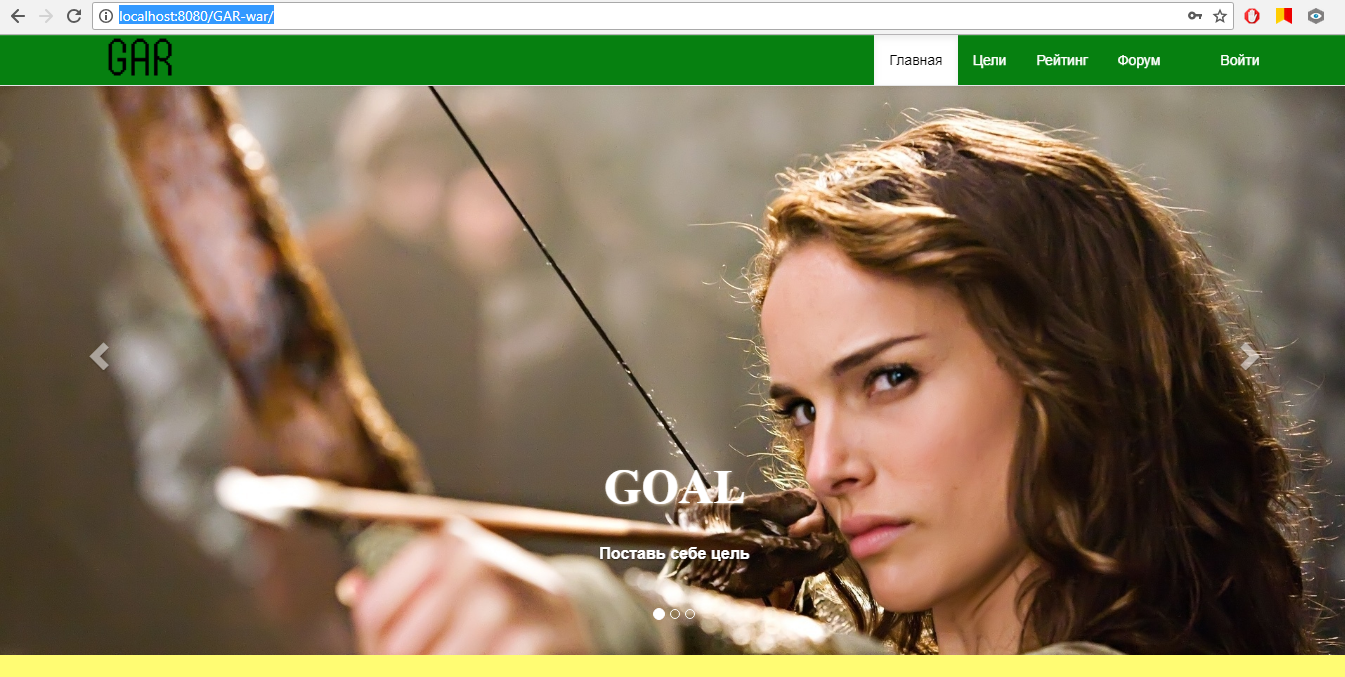 localhost:8080/GAR-war/
GAR
Главная Цели Рейтинг Форум Войти
GOAL
Поставь себе цель